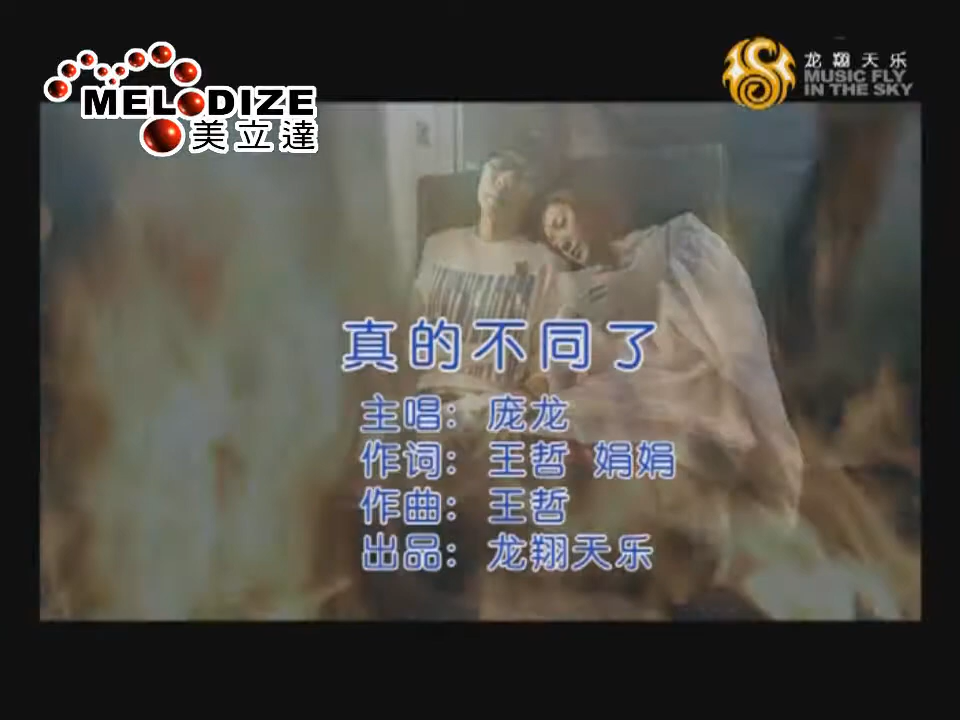 MELODIZE
美立達
龙翔天乐
MUSIC FLY
IN THE SKY
真的不同了
主唱：庞龙
作词：王哲 娟娟
作曲：王哲
出品：龙翔天乐